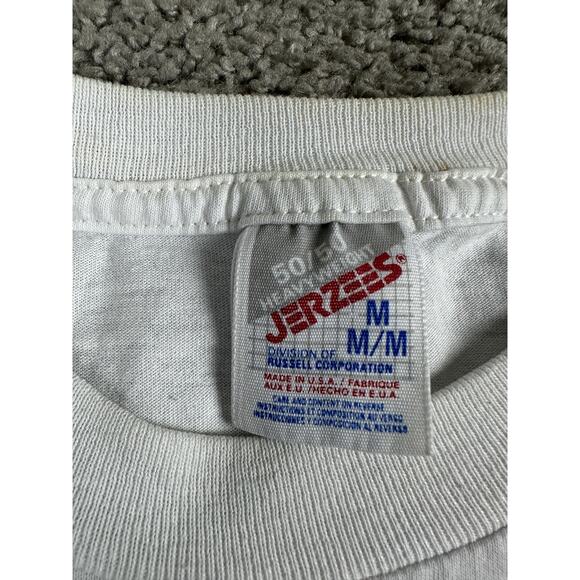 50/50
HEAVYWEIGHT
JERZEES®
M
M/M
DIVISION OF
RUSSELL CORPORATION
MADE IN U.S.A. / FABRIQUE
AUX E.U. / HECHO EN E.U.A.
CARE AND CONTENT ON REVERSE
INSTRUCTIONS ET COMPOSITION AU VERSO
INSTRUCCIONES Y COMPOSICION AL REVERSO